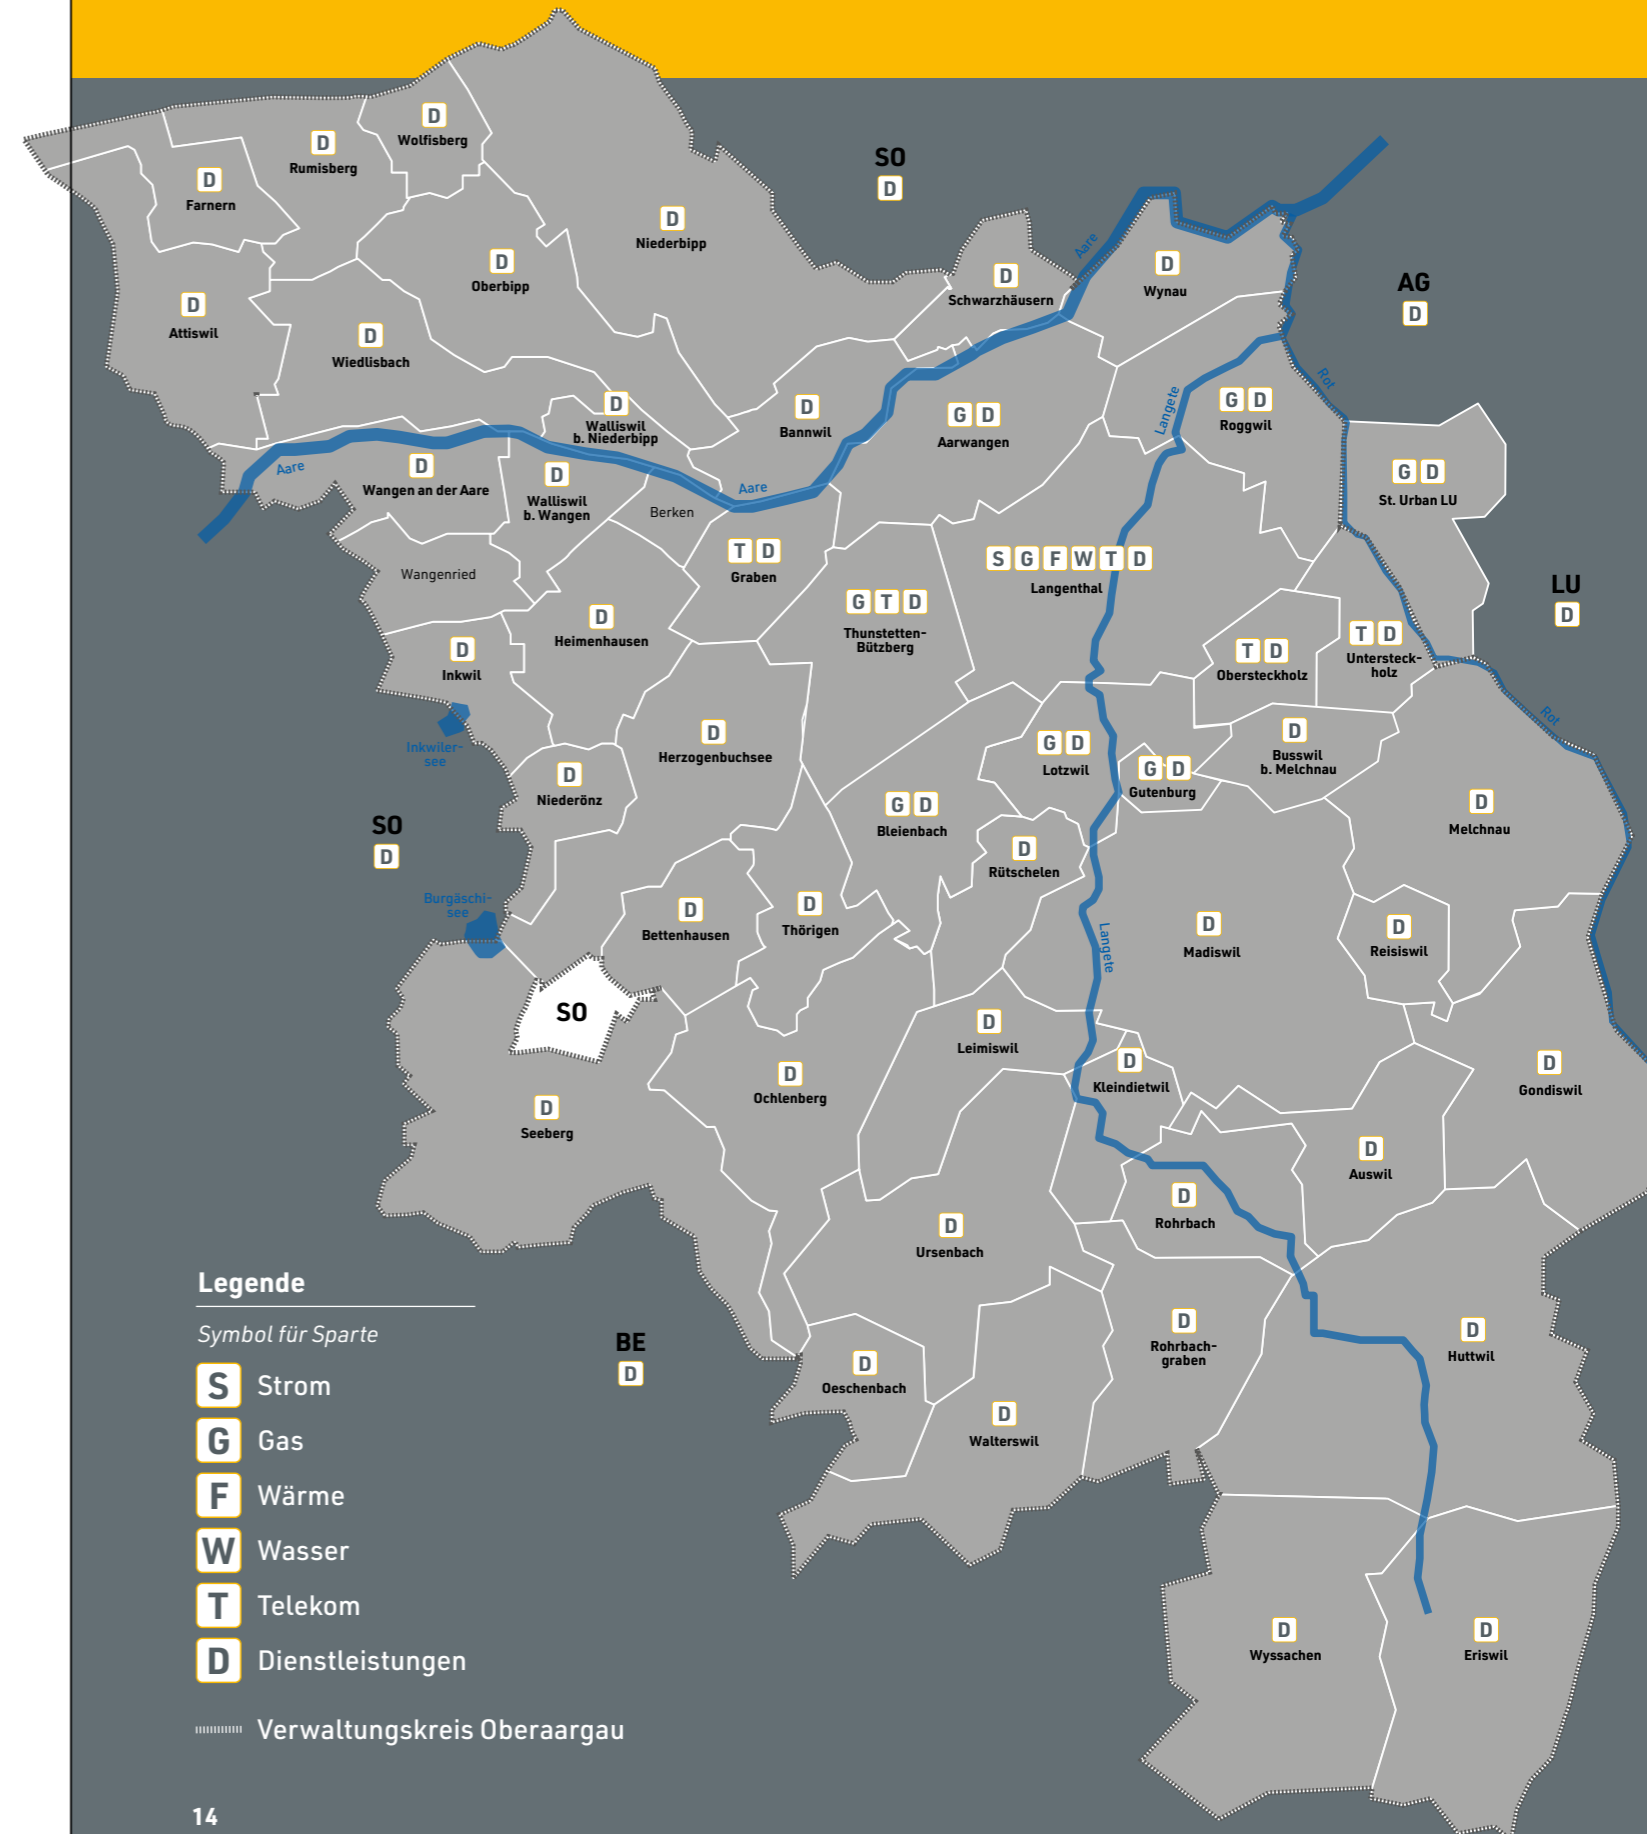 D
Wolfisberg
D
Rumisberg
D
Farnern
SO
D
D
Niederbipp
D
Oberbipp
Aare
D
Wynau
D
Schwarzhäusern
AG
D
D
Attiswil
D
Wiedlisbach
Rot
D
Walliswil
b. Niederbipp
D
Bannwil
G D
Aarwangen
Langete
G D
Roggwil
Aare
D
Wangen an der Aare
D
Walliswil
b. Wangen
Aare
Berken
G D
St. Urban LU
T D
Graben
S G F W T D
Langenthal
Wangenried
LU
D
G T D
Thunstetten-
Bützberg
D
Heimenhausen
D
Inkwil
T D
Obersteckholz
T D
Untersteck-
holz
Rot
Inkwiler-
see
D
Herzogenbuchsee
G D
Lotzwil
D
Busswil
b. Melchnau
G D
Gutenburg
D
Niederönz
G D
Bleienbach
D
Melchnau
SO
D
D
Rütschelen
Burgäschi-
see
D
Bettenhausen
D
Thörigen
Langete
D
Madiswil
D
Reisiswil
SO
D
Leimiswil
D
Kleindietwil
D
Gondiswil
D
Ochlenberg
D
Seeberg
D
Auswil
D
Rohrbach
D
Ursenbach
D
Rohrbach-
graben
D
Huttwil
BE
D
D
Oeschenbach
D
Walterswil
D
Wyssachen
D
Eriswil
Legende
Symbol für Sparte
S Strom
G Gas
F Wärme
W Wasser
T Telekom
D Dienstleistungen
Verwaltungskreis Oberaargau
14